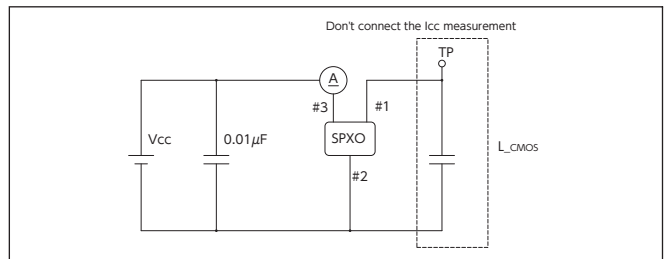 Don't connect the Icc measurement
TP
A
#3
#1
Vcc
0.01μF
SPXO
L_CMOS
#2